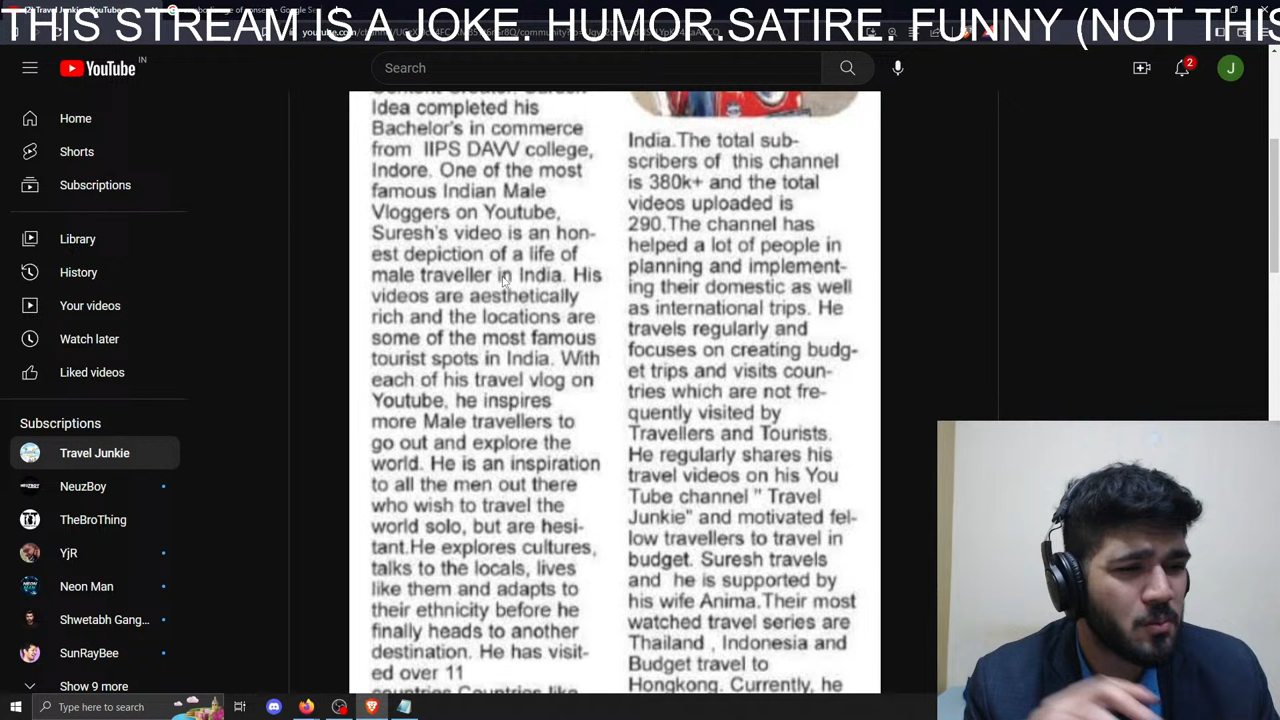 THIS STREAM IS A JOKE. HUMOR.SATIRE. FUNNY (NOT THIS
Travel Junkie
YouTube
IN
Search
2
J
Home
Shorts
Subscriptions
Library
History
Your videos
Watch later
Liked videos
Subscriptions
Travel Junkie
NeuzBoy
TheBroThing
YjR
Neon Man
Shwetabh Gang...
SunRayBee
Show 9 more
Idea completed his
Bachelor's in commerce
from IIPS DAVV college,
Indore. One of the most
famous Indian Male
Vloggers on Youtube,
Suresh's video is an hon-
est depiction of a life of
male traveller in India. His
videos are aesthetically
rich and the locations are
some of the most famous
tourist spots in India. With
each of his travel vlog on
Youtube, he inspires
more Male travellers to
go out and explore the
world. He is an inspiration
to all the men out there
who wish to travel the
world solo, but are hesi-
tant.He explores cultures,
talks to the locals, lives
like them and adapts to
their ethnicity before he
finally heads to another
destination. He has visit-
ed over 11
countries Countries like
India.The total sub-
scribers of this channel
is 380k+ and the total
videos uploaded is
290.The channel has
helped a lot of people in
planning and implement-
ing their domestic as well
as international trips. He
travels regularly and
focuses on creating budg-
et trips and visits coun-
tries which are not fre-
quently visited by
Travellers and Tourists.
He regularly shares his
travel videos on his You
Tube channel " Travel
Junkie" and motivated fel-
low travellers to travel in
budget. Suresh travels
and he is supported by
his wife Anima.Their most
watched travel series are
Thailand , Indonesia and
Budget travel to
Hongkong. Currently, he
Type here to search